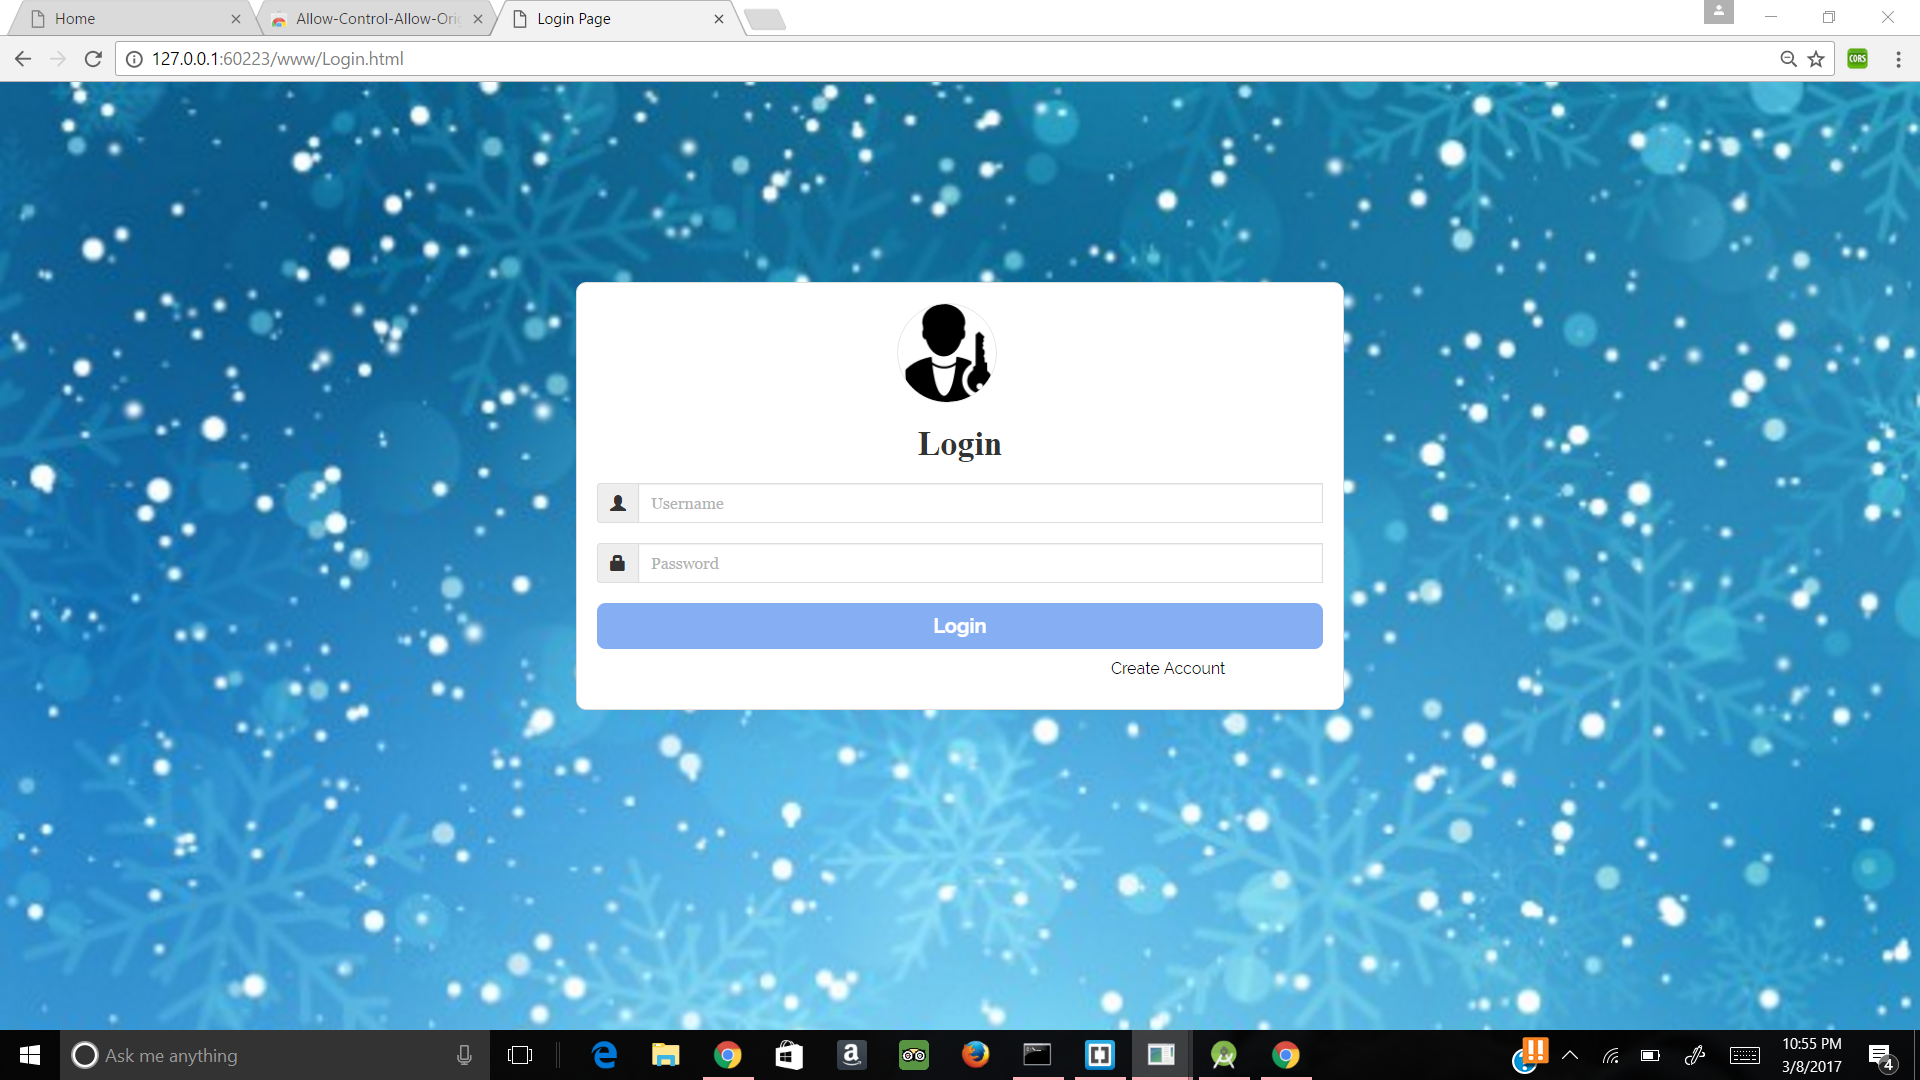 Home
Allow-Control-Allow-Ori
Login Page
127.0.0.1:60223/www/Login.html
CORS
Login
Username
Password
Login
Create Account
Ask me anything
10:55 PM
3/8/2017
4